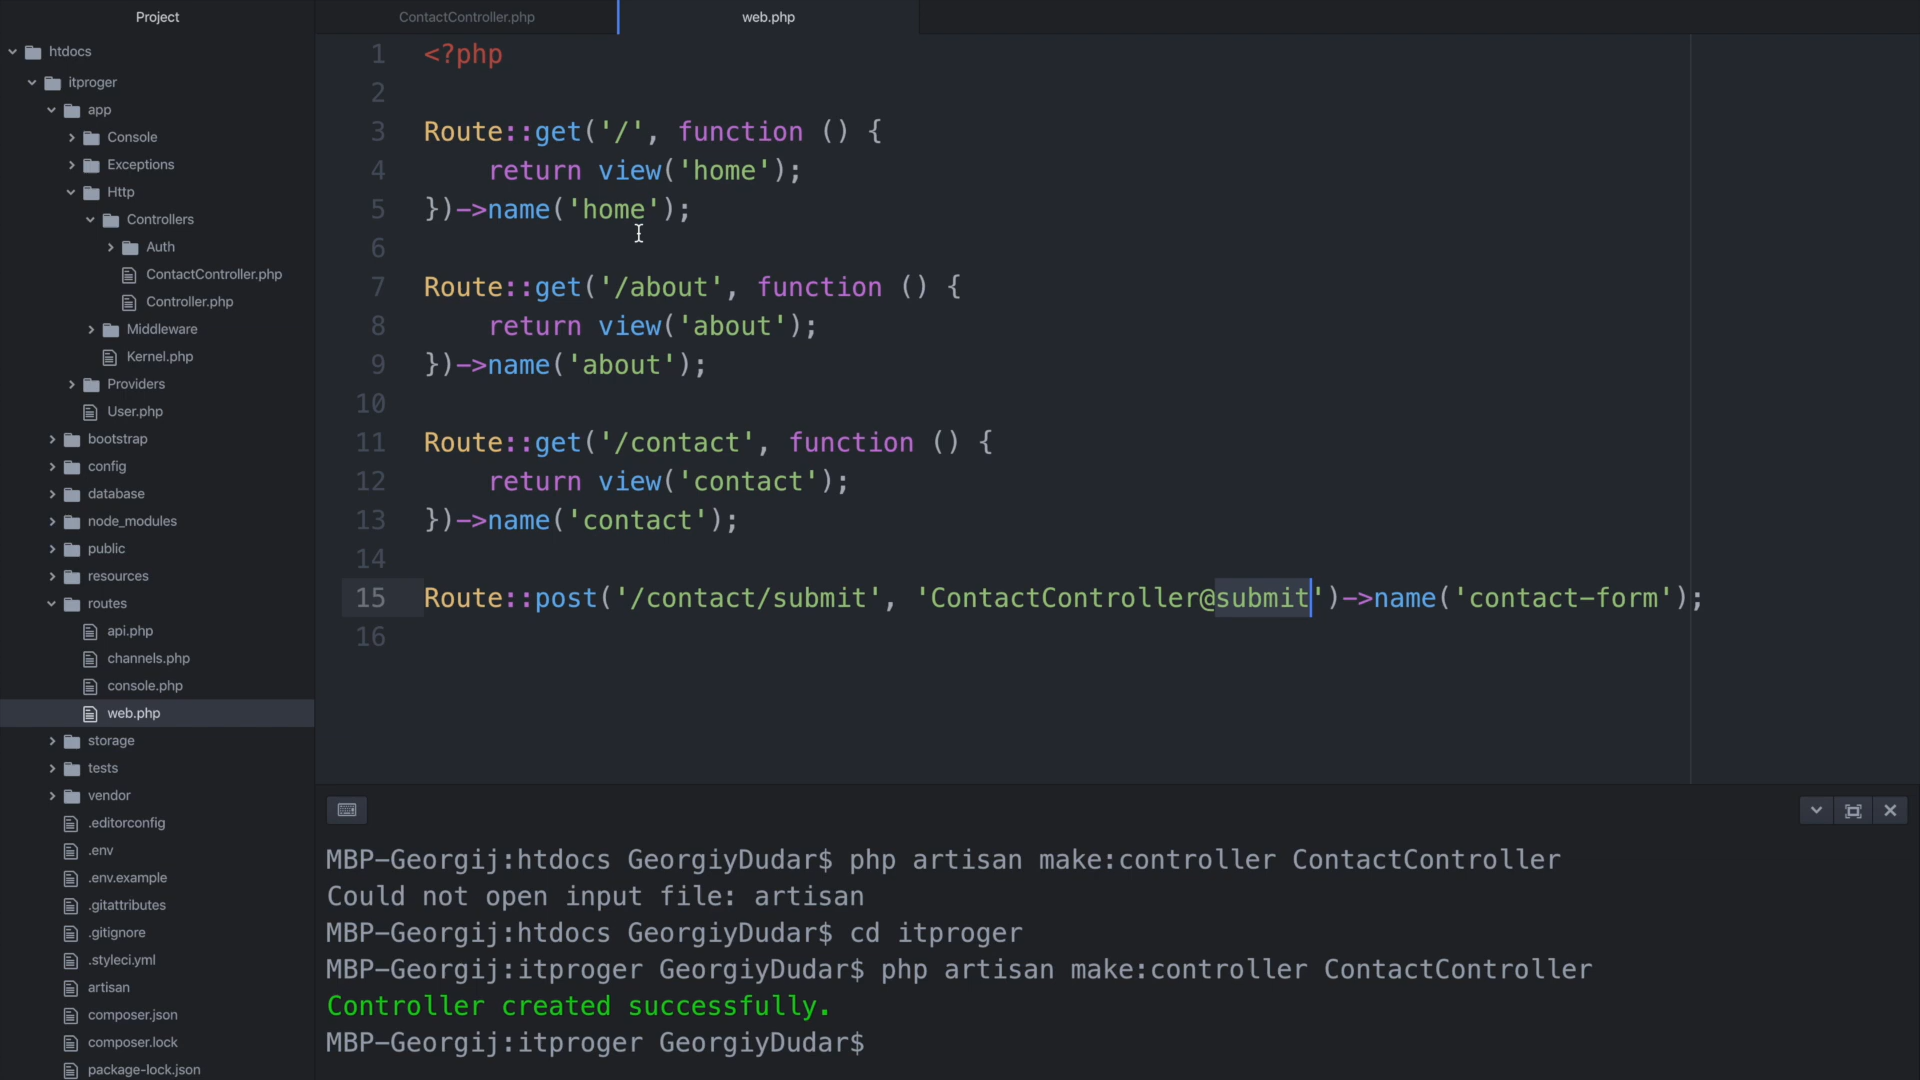 Project
htdocs
itproger
app
Console
Exceptions
Http
Controllers
Auth
ContactController.php
Controller.php
Middleware
Kernel.php
Providers
User.php
bootstrap
config
database
node_modules
public
resources
routes
api.php
channels.php
console.php
web.php
storage
tests
vendor
.editorconfig
.env
.env.example
.gitattributes
.gitignore
.styleci.yml
artisan
composer.json
composer.lock
package-lock.json
ContactController.php
web.php
1 <?php
2
3 Route::get('/', function () {
4     return view('home');
5 })->name('home');
6
7 Route::get('/about', function () {
8     return view('about');
9 })->name('about');
10
11 Route::get('/contact', function () {
12     return view('contact');
13 })->name('contact');
14
15 Route::post('/contact/submit', 'ContactController@submit')->name('contact-form');
16
MBP-Georgij:htdocs GeorgiyDudar$ php artisan make:controller ContactController
Could not open input file: artisan
MBP-Georgij:htdocs GeorgiyDudar$ cd itproger
MBP-Georgij:itproger GeorgiyDudar$ php artisan make:controller ContactController
Controller created successfully.
MBP-Georgij:itproger GeorgiyDudar$